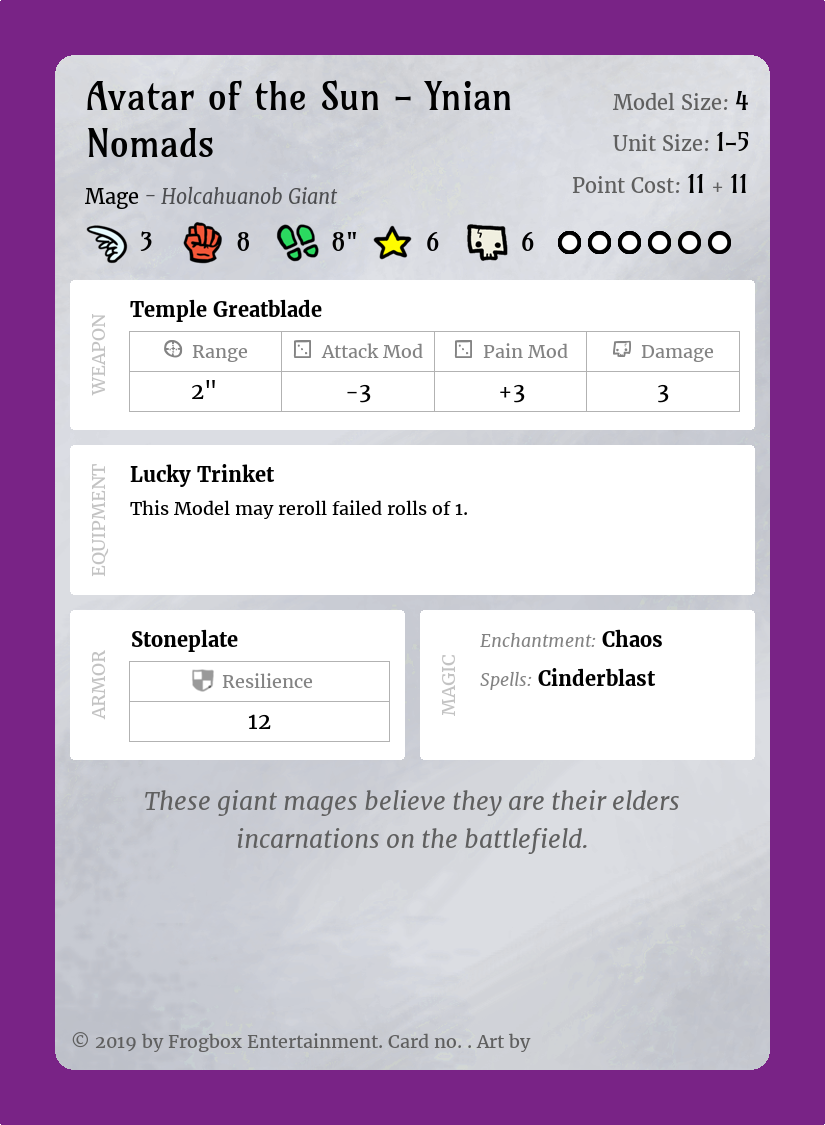 Avatar of the Sun – Ynian
Nomads
Model Size: 4
Unit Size: 1–5
Point Cost: 11 + 11
Mage – Holcahuanob Giant
3 8 8" 6 6
WEAPON
Temple Greatblade
Range Attack Mod Pain Mod Damage
2" -3 +3 3
EQUIPMENT
Lucky Trinket
This Model may reroll failed rolls of 1.
ARMOR
Stoneplate
Resilience
12
MAGIC
Enchantment: Chaos
Spells: Cinderblast
These giant mages believe they are their elders
incarnations on the battlefield.
© 2019 by Frogbox Entertainment. Card no. . Art by